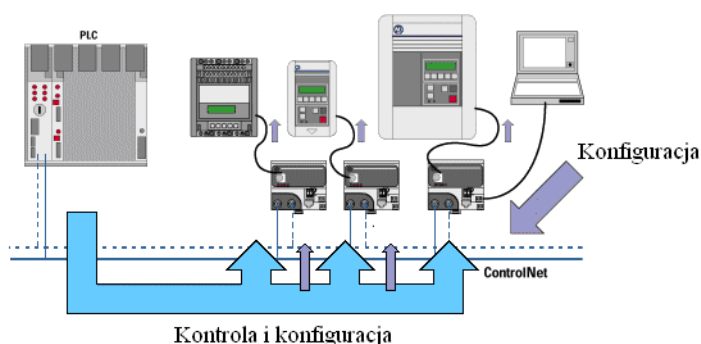 PLC
Konfiguracja
ControlNet
Kontrola i konfiguracja